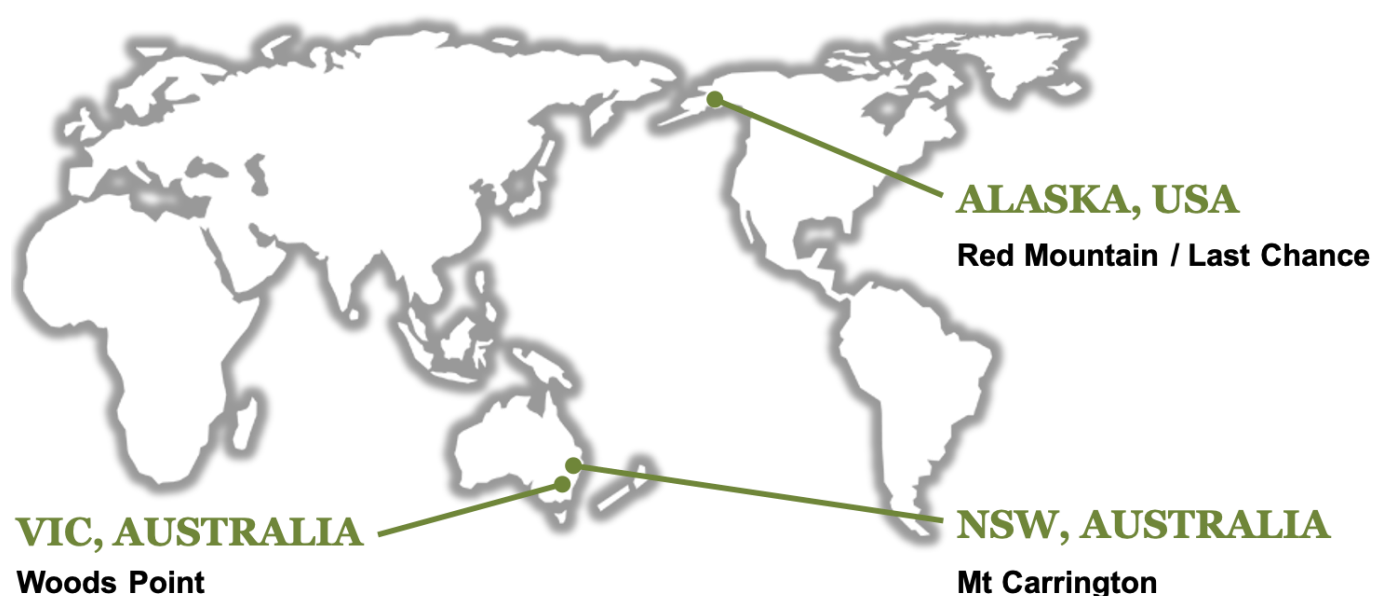 ALASKA, USA
Red Mountain / Last Chance
VIC, AUSTRALIA
Woods Point
NSW, AUSTRALIA
Mt Carrington